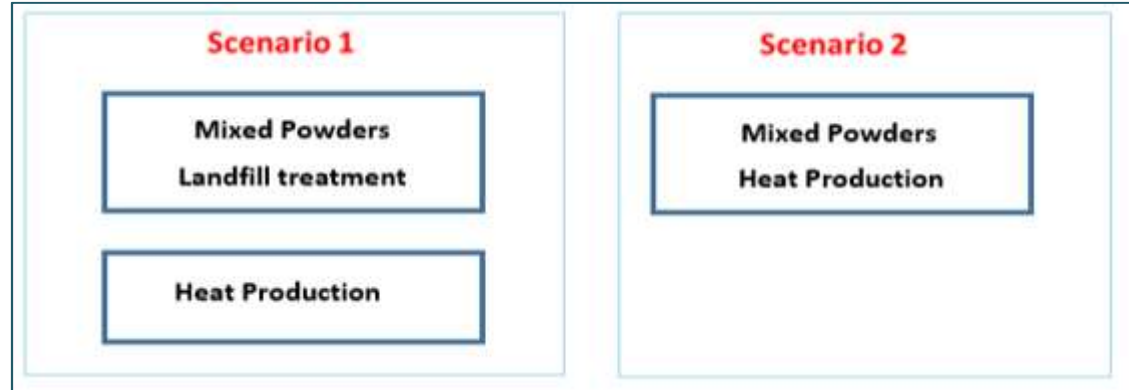 Scenario 1
Mixed Powders
Landfill treatment
Heat Production
Scenario 2
Mixed Powders
Heat Production